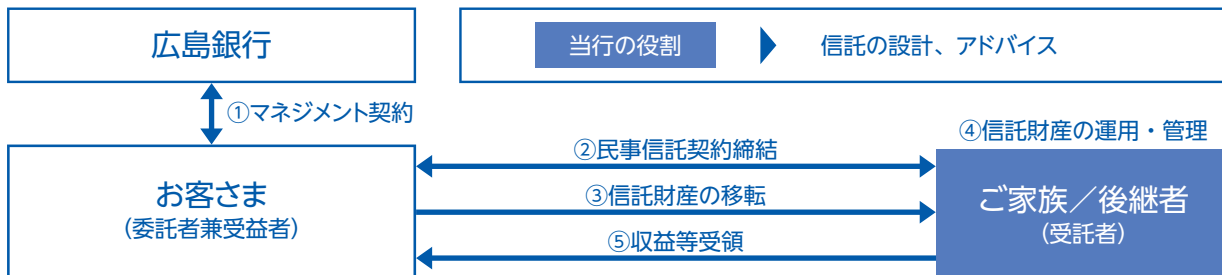 広島銀行
当行の役割
信託の設計、アドバイス
①マネジメント契約
④信託財産の運用・管理
②民事信託契約締結
お客さま
(委託者兼受益者)
③信託財産の移転
ご家族／後継者
(受託者)
⑤収益等受領